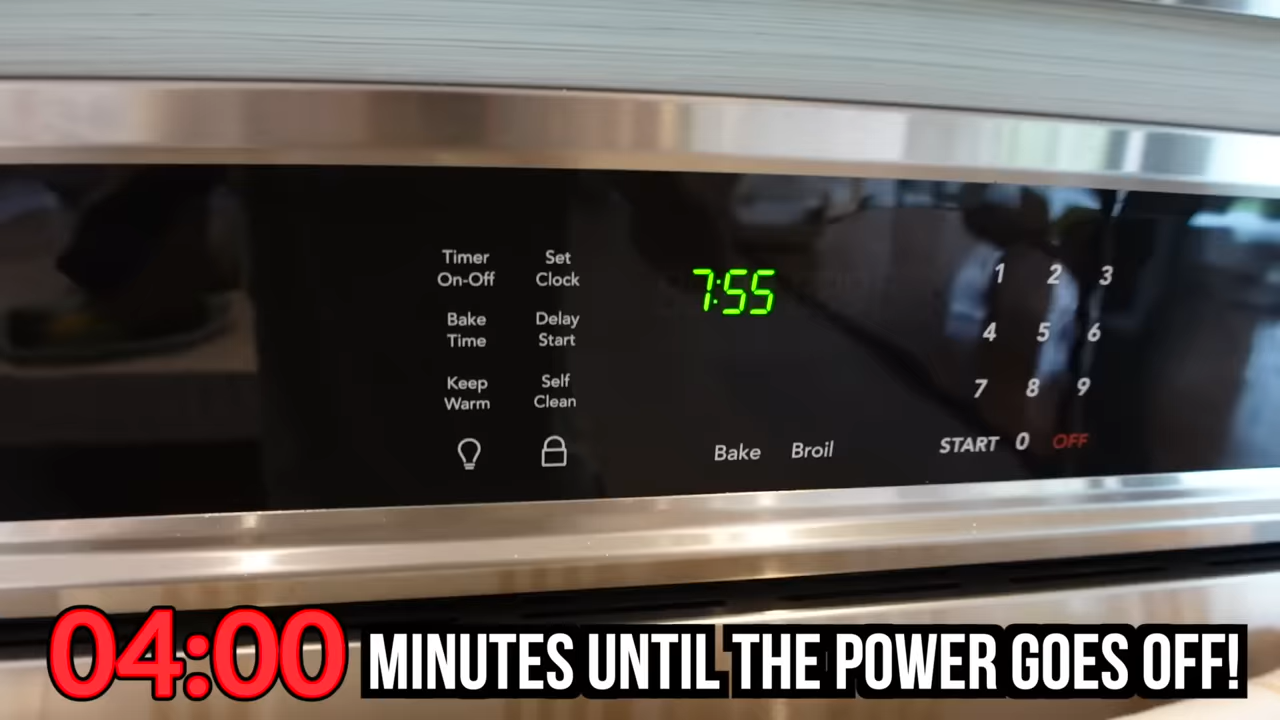 Timer On-Off
Set Clock
Bake Time
Delay Start
Keep Warm
Self Clean
7:55
Bake Broil
1 2 3
4 5 6
7 8 9
START 0 OFF
04:00 MINUTES UNTIL THE POWER GOES OFF!